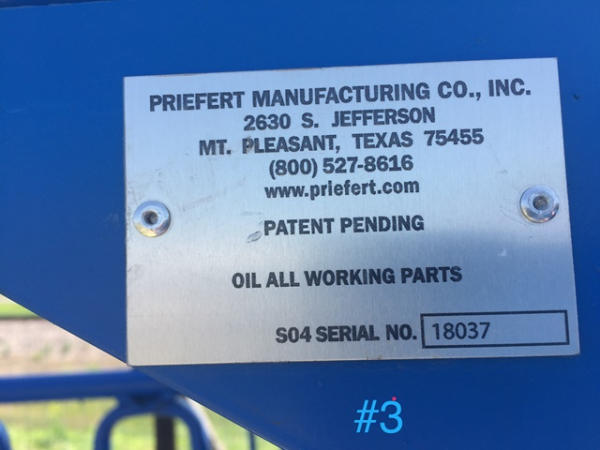 PRIEFERT MANUFACTURING CO., INC.
2630 S. JEFFERSON
MT. PLEASANT, TEXAS 75455
(800) 527-8616
www.priefert.com
PATENT PENDING
OIL ALL WORKING PARTS
S04 SERIAL NO. 18037
#3